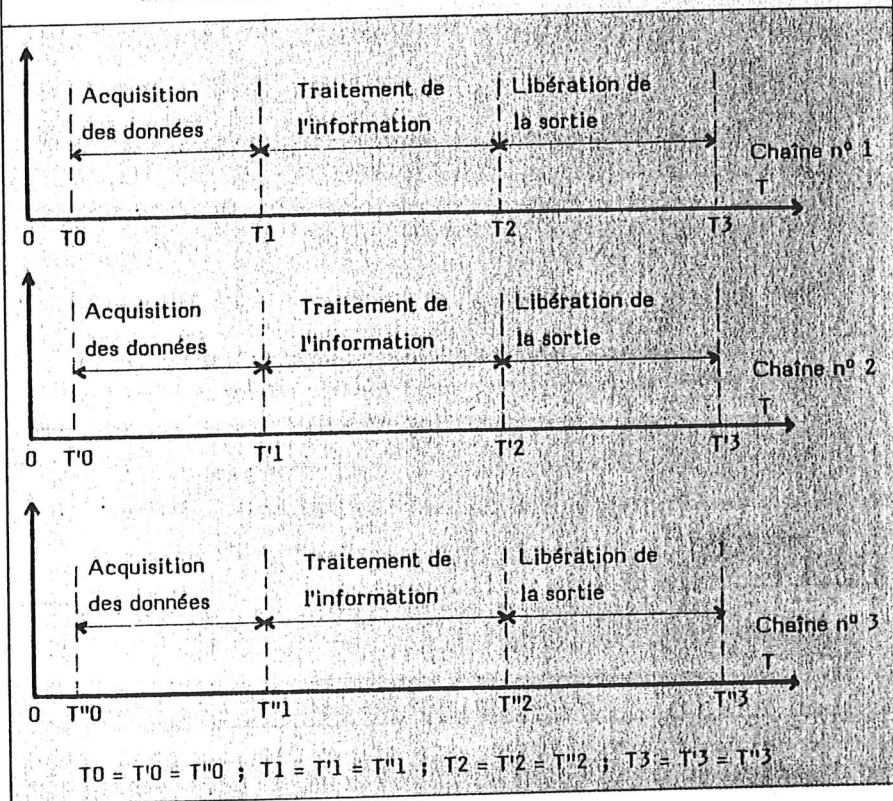 Acquisition Traitement de Libération de
des données l'information la sortie
Chaîne nº 1
T
0 T0 T1 T2 T3
Acquisition Traitement de Libération de
des données l'information la sortie
Chaîne nº 2
T
0 T'0 T'1 T'2 T'3
Acquisition Traitement de Libération de
des données l'information la sortie
Chaîne nº 3
T
0 T"0 T"1 T"2 T"3
T0 = T'0 = T"0 ; T1 = T'1 = T"1 ; T2 = T'2 = T"2 ; T3 = T'3 = T"3